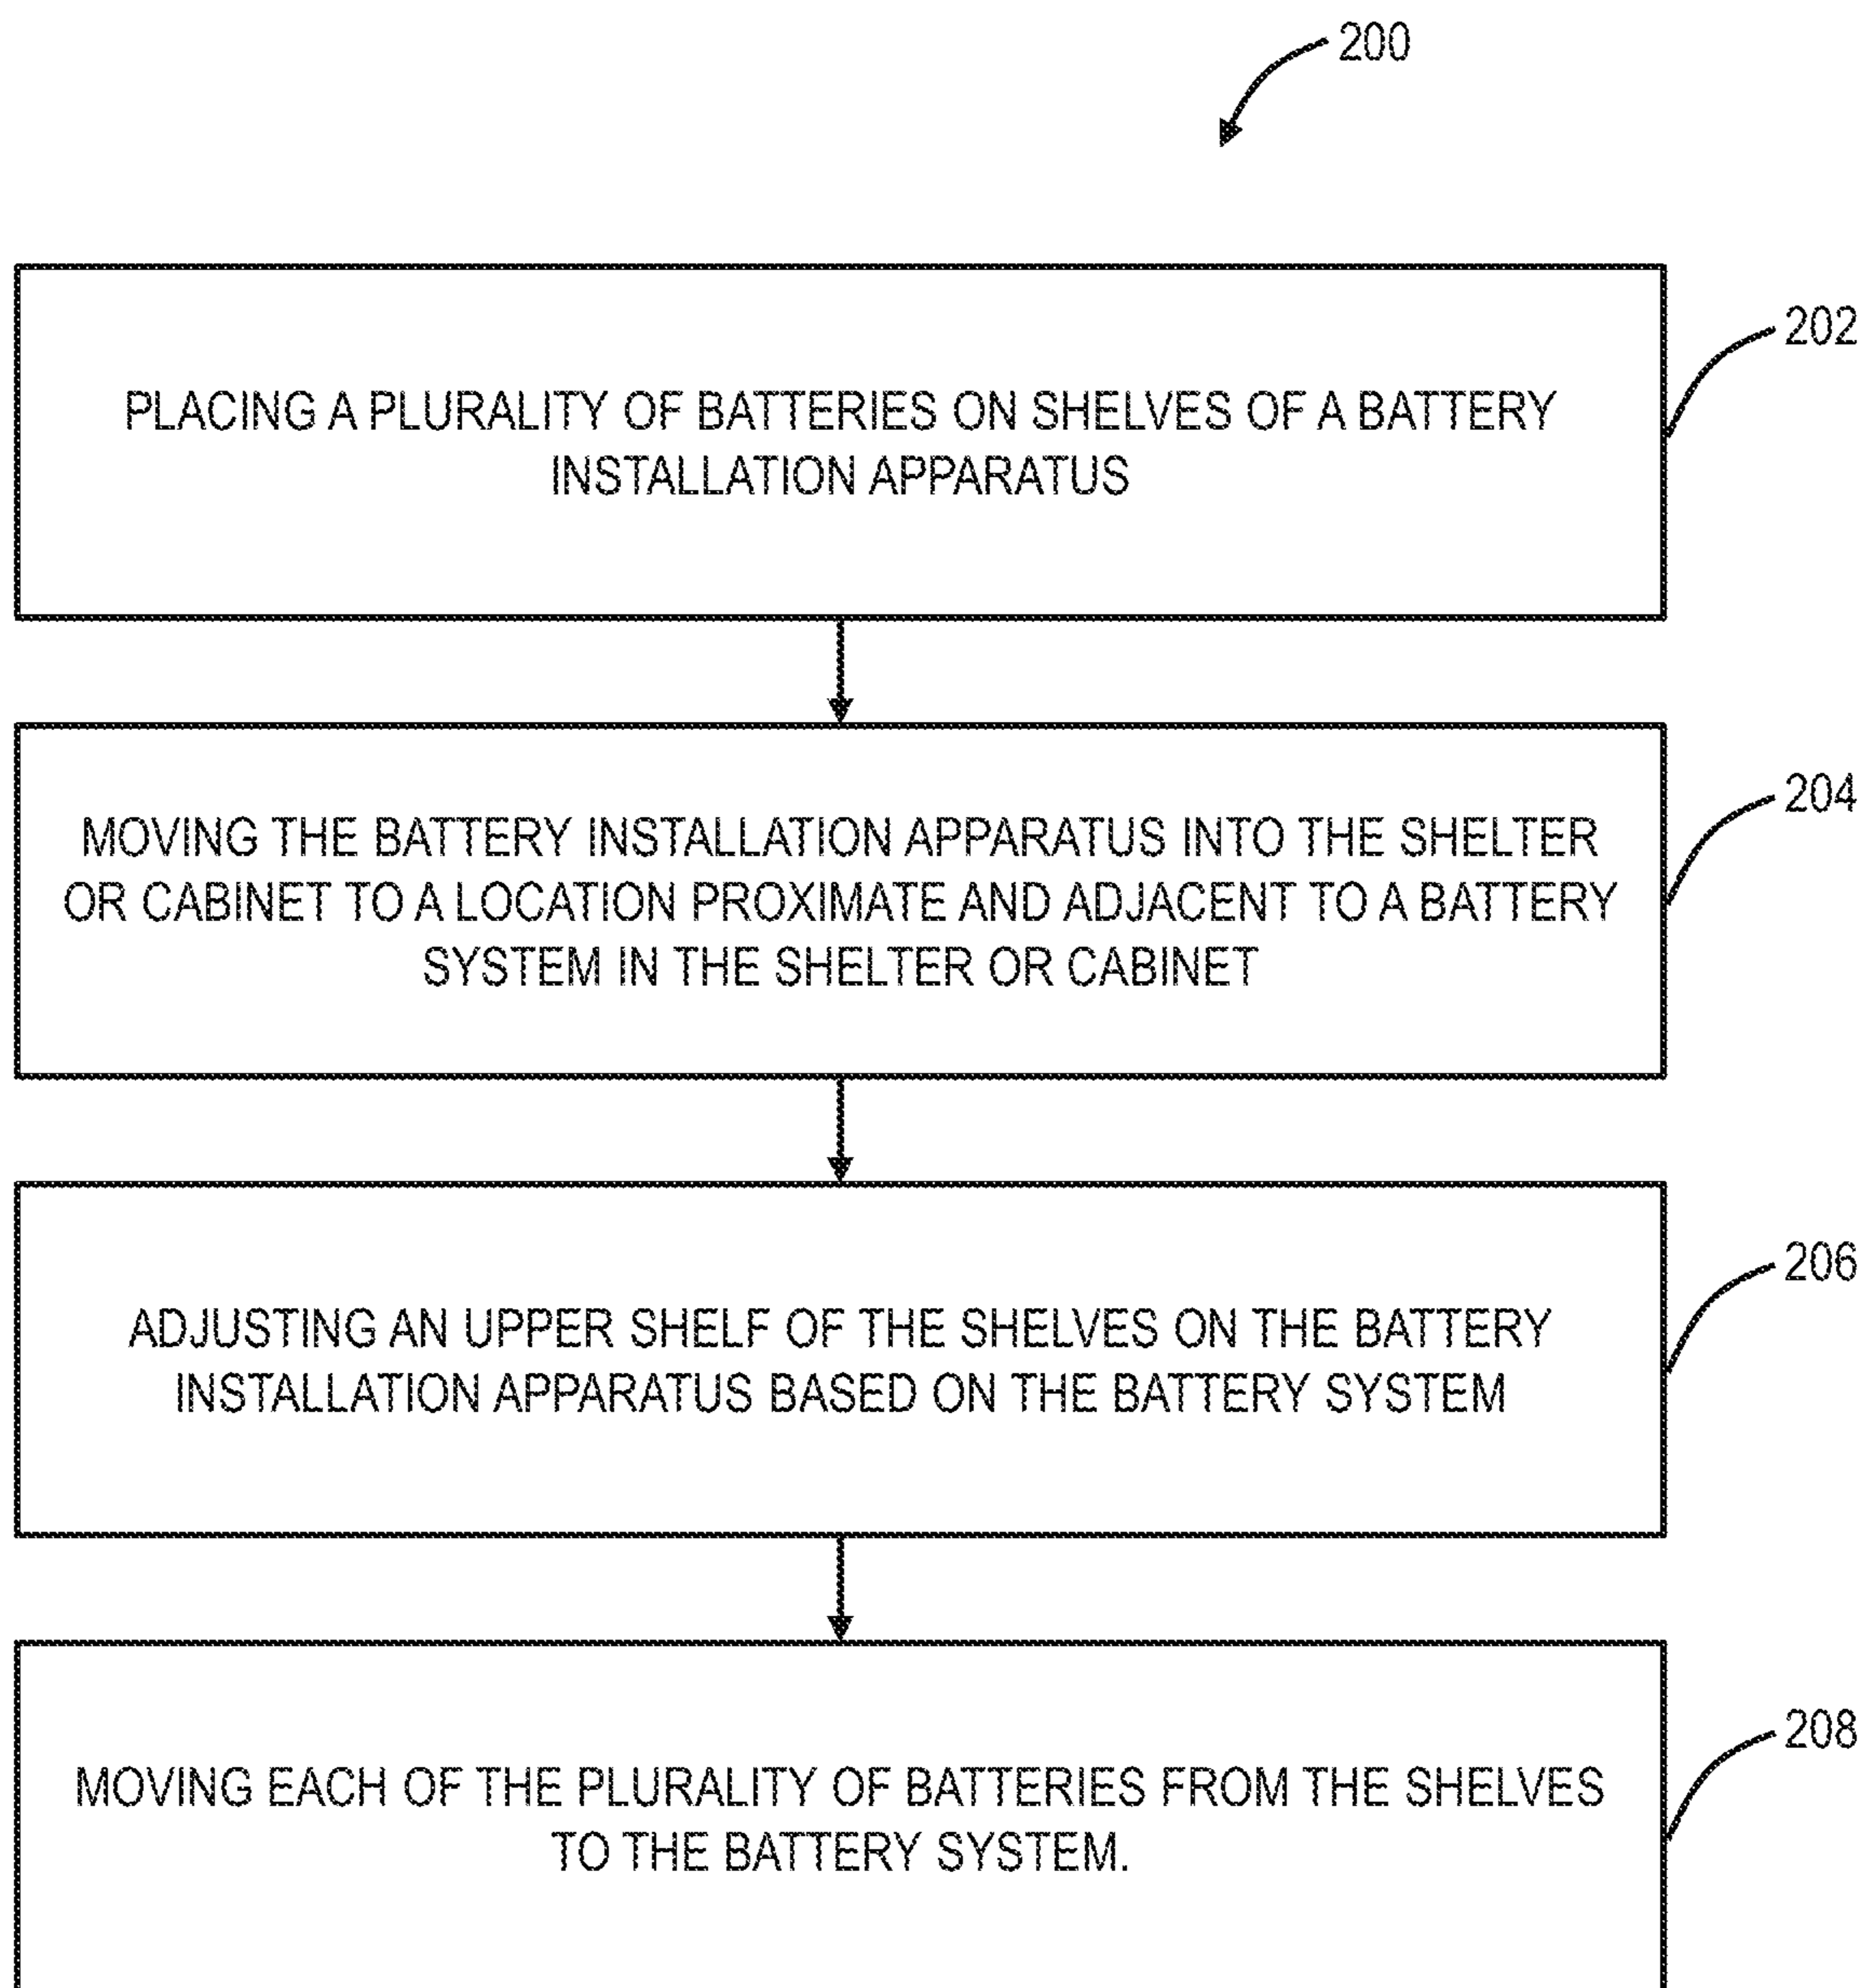 200
PLACING A PLURALITY OF BATTERIES ON SHELVES OF A BATTERY
INSTALLATION APPARATUS
202
MOVING THE BATTERY INSTALLATION APPARATUS INTO THE SHELTER
OR CABINET TO A LOCATION PROXIMATE AND ADJACENT TO A BATTERY
SYSTEM IN THE SHELTER OR CABINET
204
ADJUSTING AN UPPER SHELF OF THE SHELVES ON THE BATTERY
INSTALLATION APPARATUS BASED ON THE BATTERY SYSTEM
206
MOVING EACH OF THE PLURALITY OF BATTERIES FROM THE SHELVES
TO THE BATTERY SYSTEM.
208